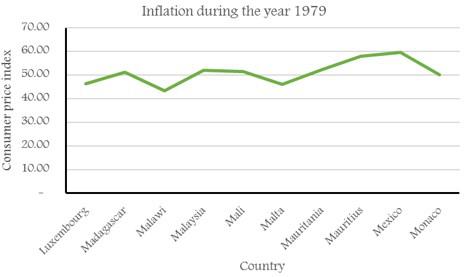 Inflation during the year 1979
Consumer price index
70.00
60.00
50.00
40.00
30.00
20.00
10.00
-
Luxembourg
Madagascar
Malawi
Malaysia
Mali
Malta
Mauritania
Mauritius
Mexico
Monaco
Country